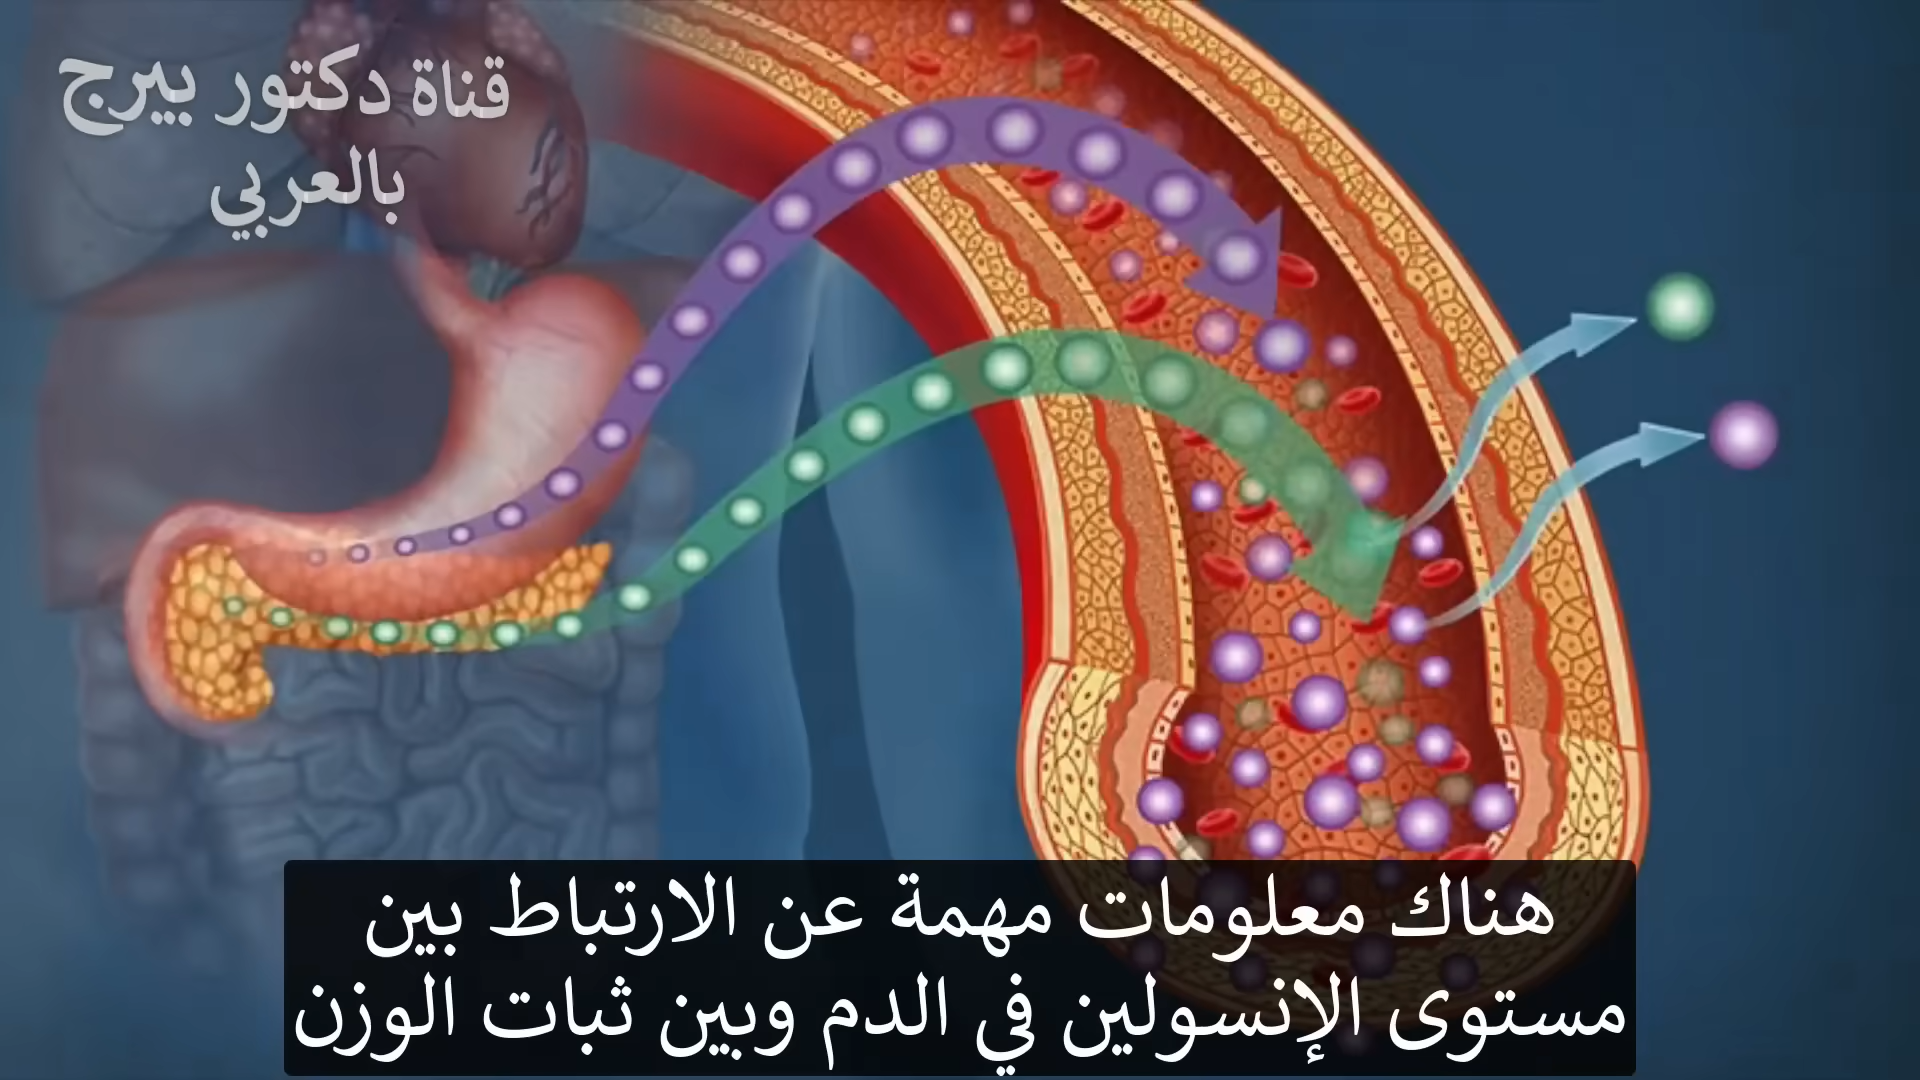 قناة دكتور بيرج
بالعربي
هناك معلومات مهمة عن الارتباط بين
مستوى الإنسولين في الدم وبين ثبات الوزن